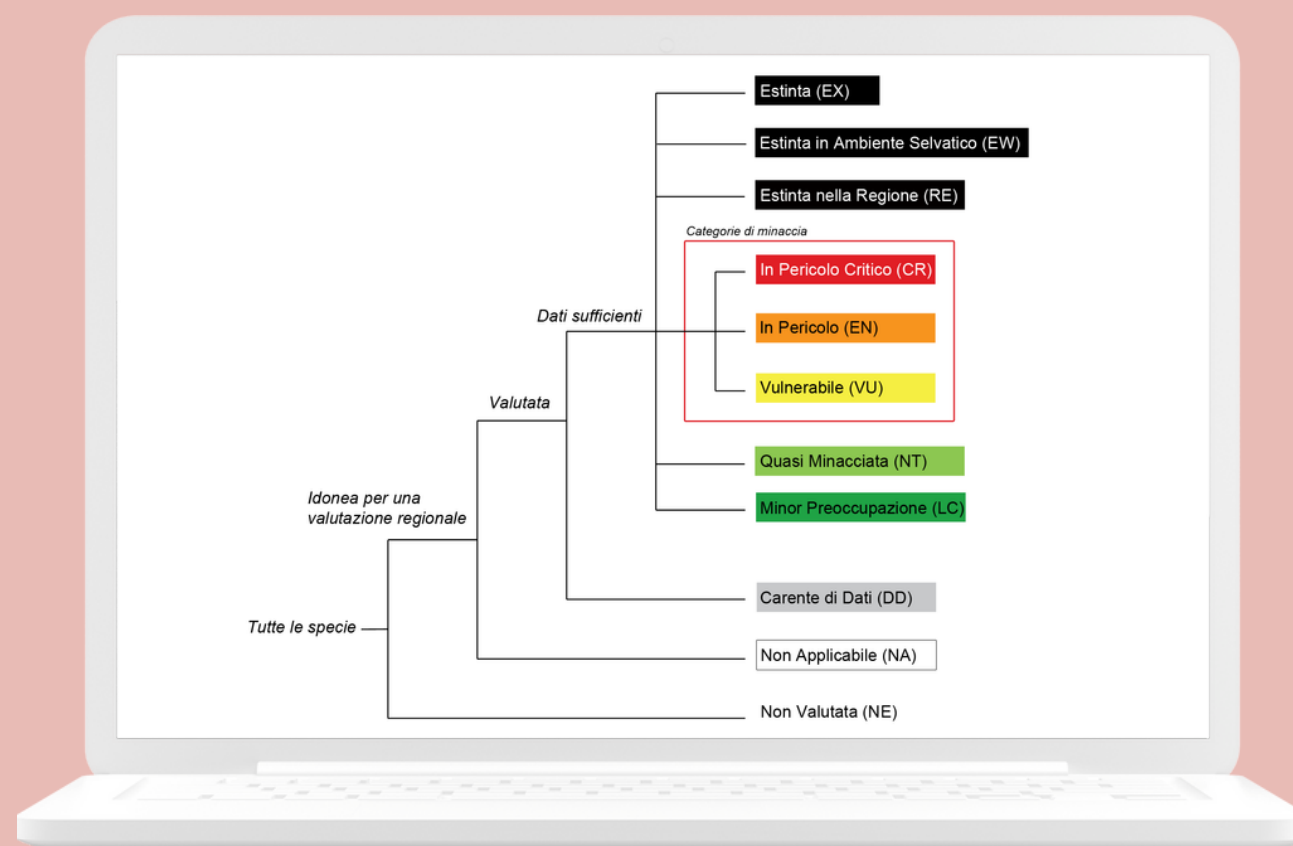 Estinta (EX)
Estinta in Ambiente Selvatico (EW)
Estinta nella Regione (RE)
Categorie di minaccia
In Pericolo Critico (CR)
Dati sufficienti
In Pericolo (EN)
Vulnerabile (VU)
Valutata
Quasi Minacciata (NT)
Idonea per una
valutazione regionale
Minor Preoccupazione (LC)
Carente di Dati (DD)
Tutte le specie
Non Applicabile (NA)
Non Valutata (NE)